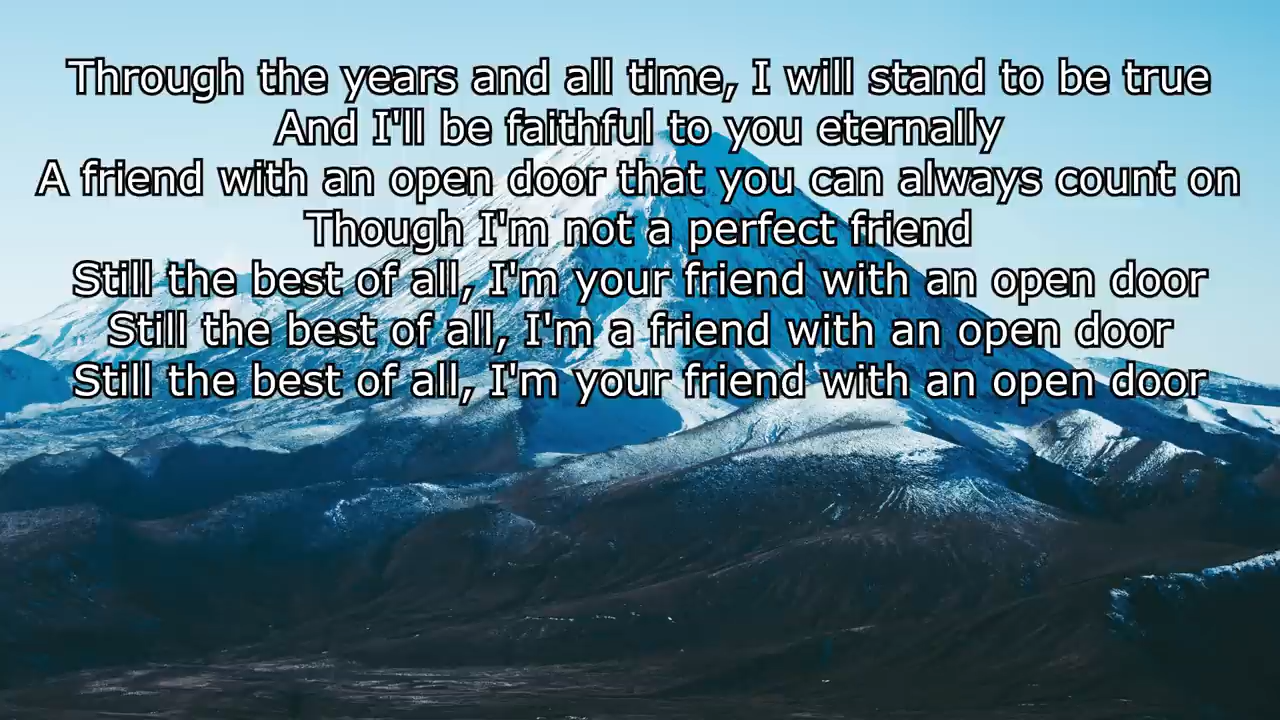 Through the years and all time, I will stand to be true
And I'll be faithful to you eternally
A friend with an open door that you can always count on
Though I'm not a perfect friend
Still the best of all, I'm your friend with an open door
Still the best of all, I'm a friend with an open door
Still the best of all, I'm your friend with an open door